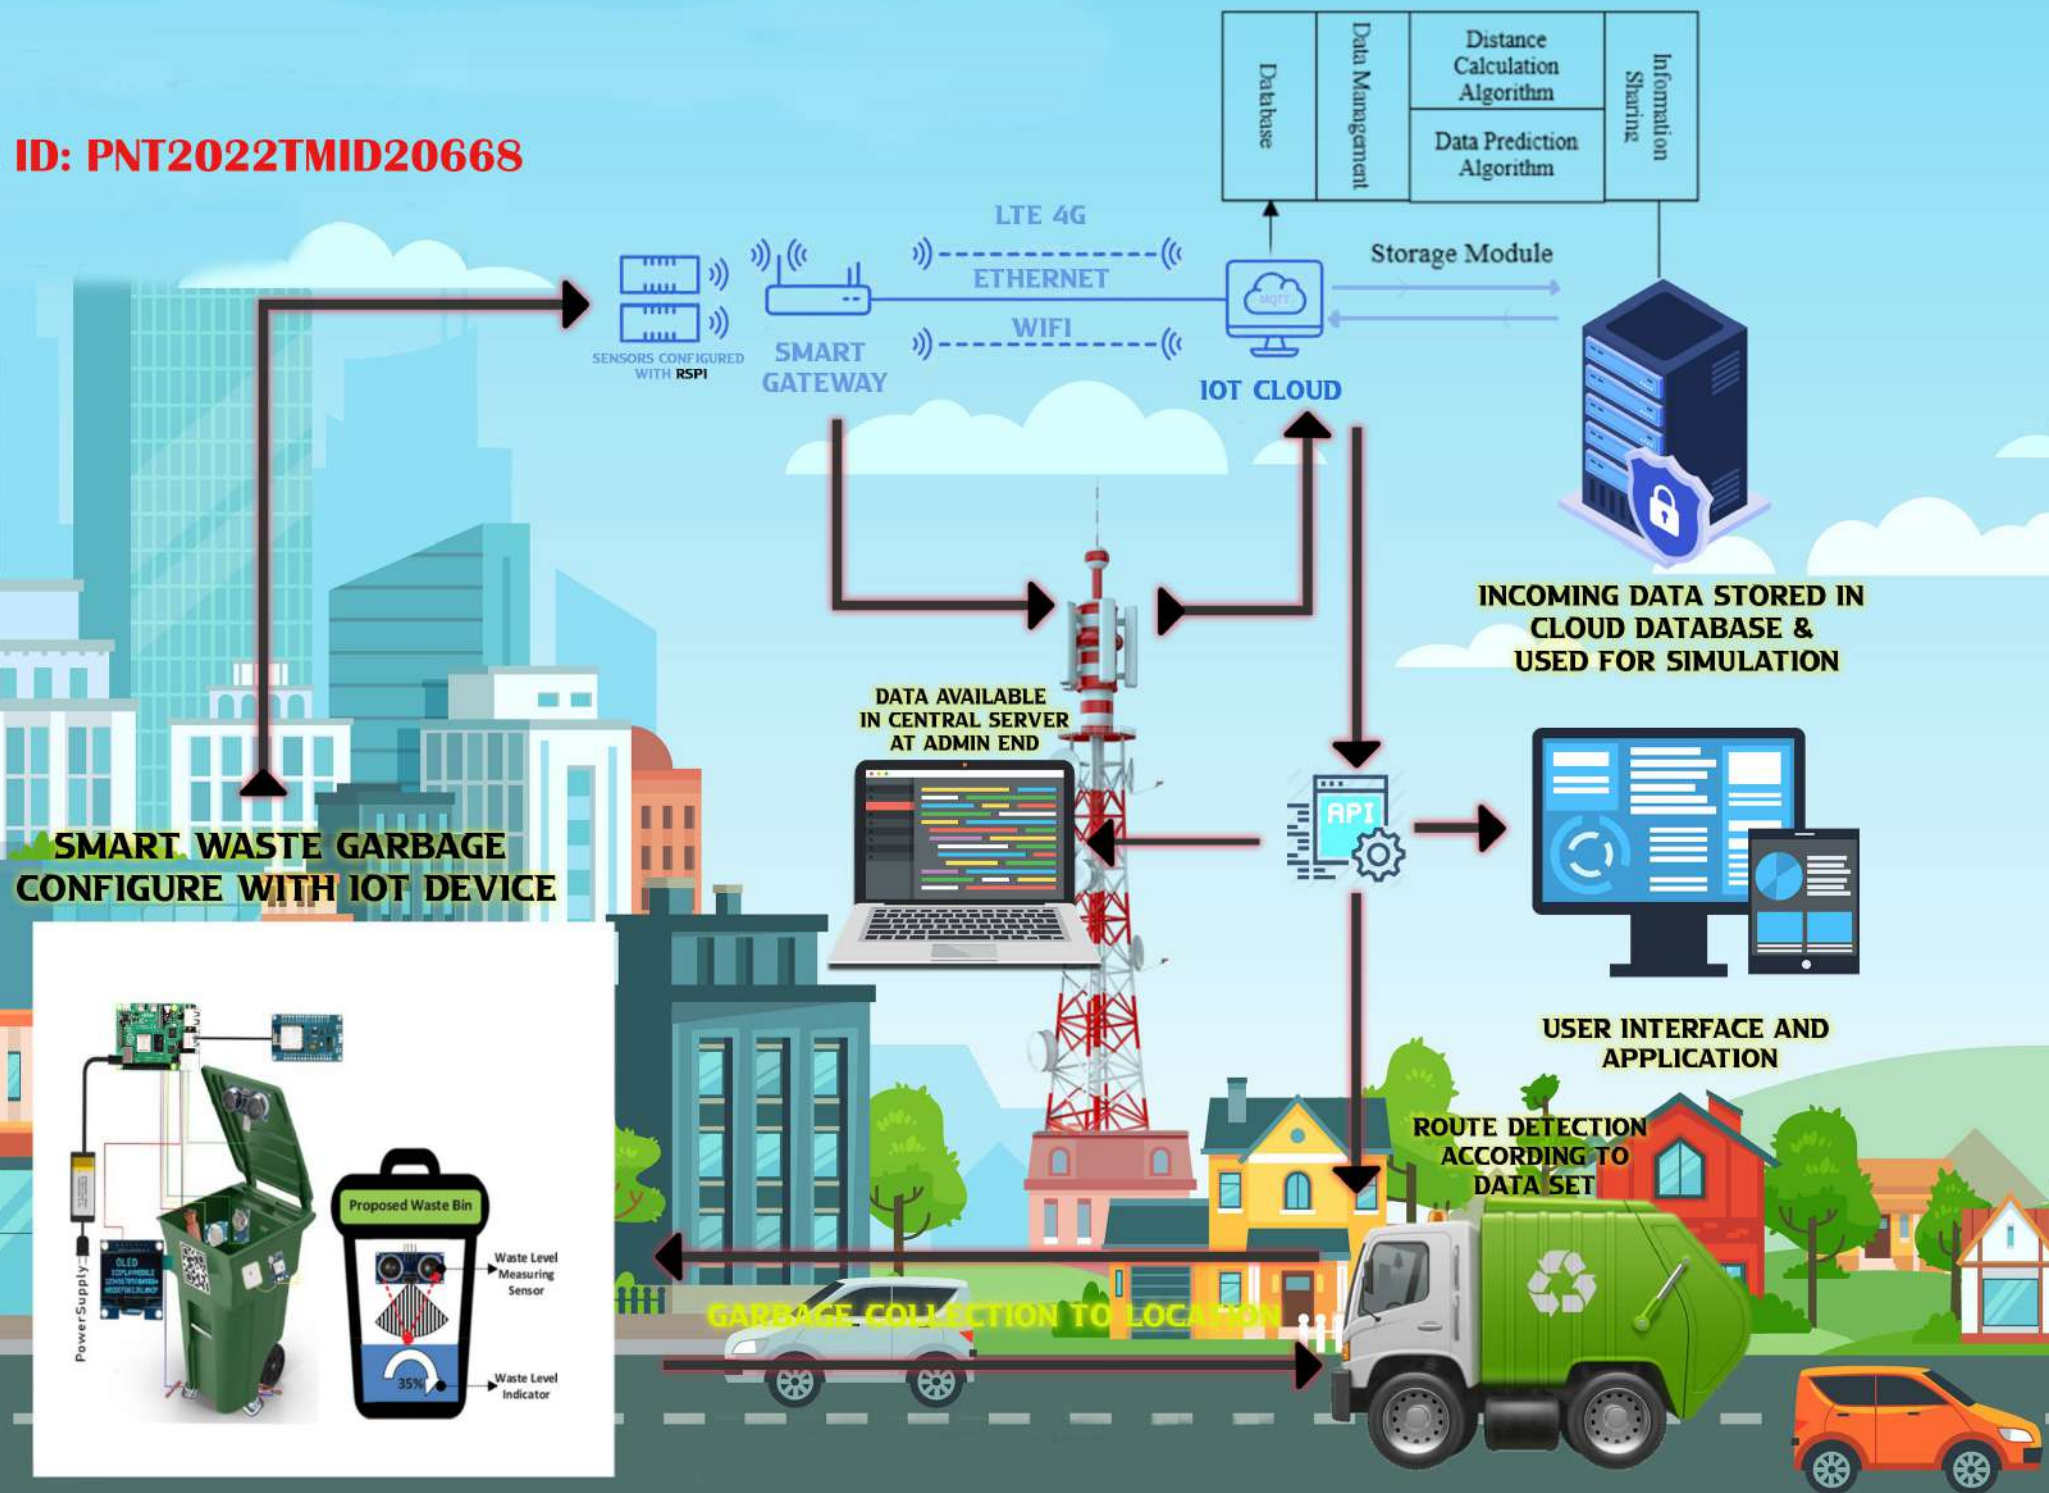 ID: PNT2022TMID20668
Database
Data Management
Distance
Calculation
Algorithm
Data Prediction
Algorithm
Infomation
Sharing
Storage Module
LTE 4G
ETHERNET
WIFI
MQTT
SENSORS CONFIGURED
WITH RSPI
SMART
GATEWAY
IOT CLOUD
INCOMING DATA STORED IN
CLOUD DATABASE &
USED FOR SIMULATION
DATA AVAILABLE
IN CENTRAL SERVER
AT ADMIN END
API
USER INTERFACE AND
APPLICATION
SMART WASTE GARBAGE
CONFIGURE WITH IOT DEVICE
ROUTE DETECTION
ACCORDING TO
DATA SET
GARBAGE COLLECTION TO LOCATION
PowerSupply
OLED
Proposed Waste Bin
Waste Level
Measuring
Sensor
35%
Waste Level
Indicator